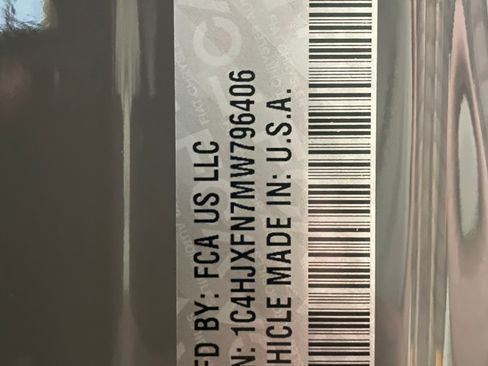 FD BY: FCA US LLC
N: 1C4HJXFN7MW796406
HICLE MADE IN: U.S.A.